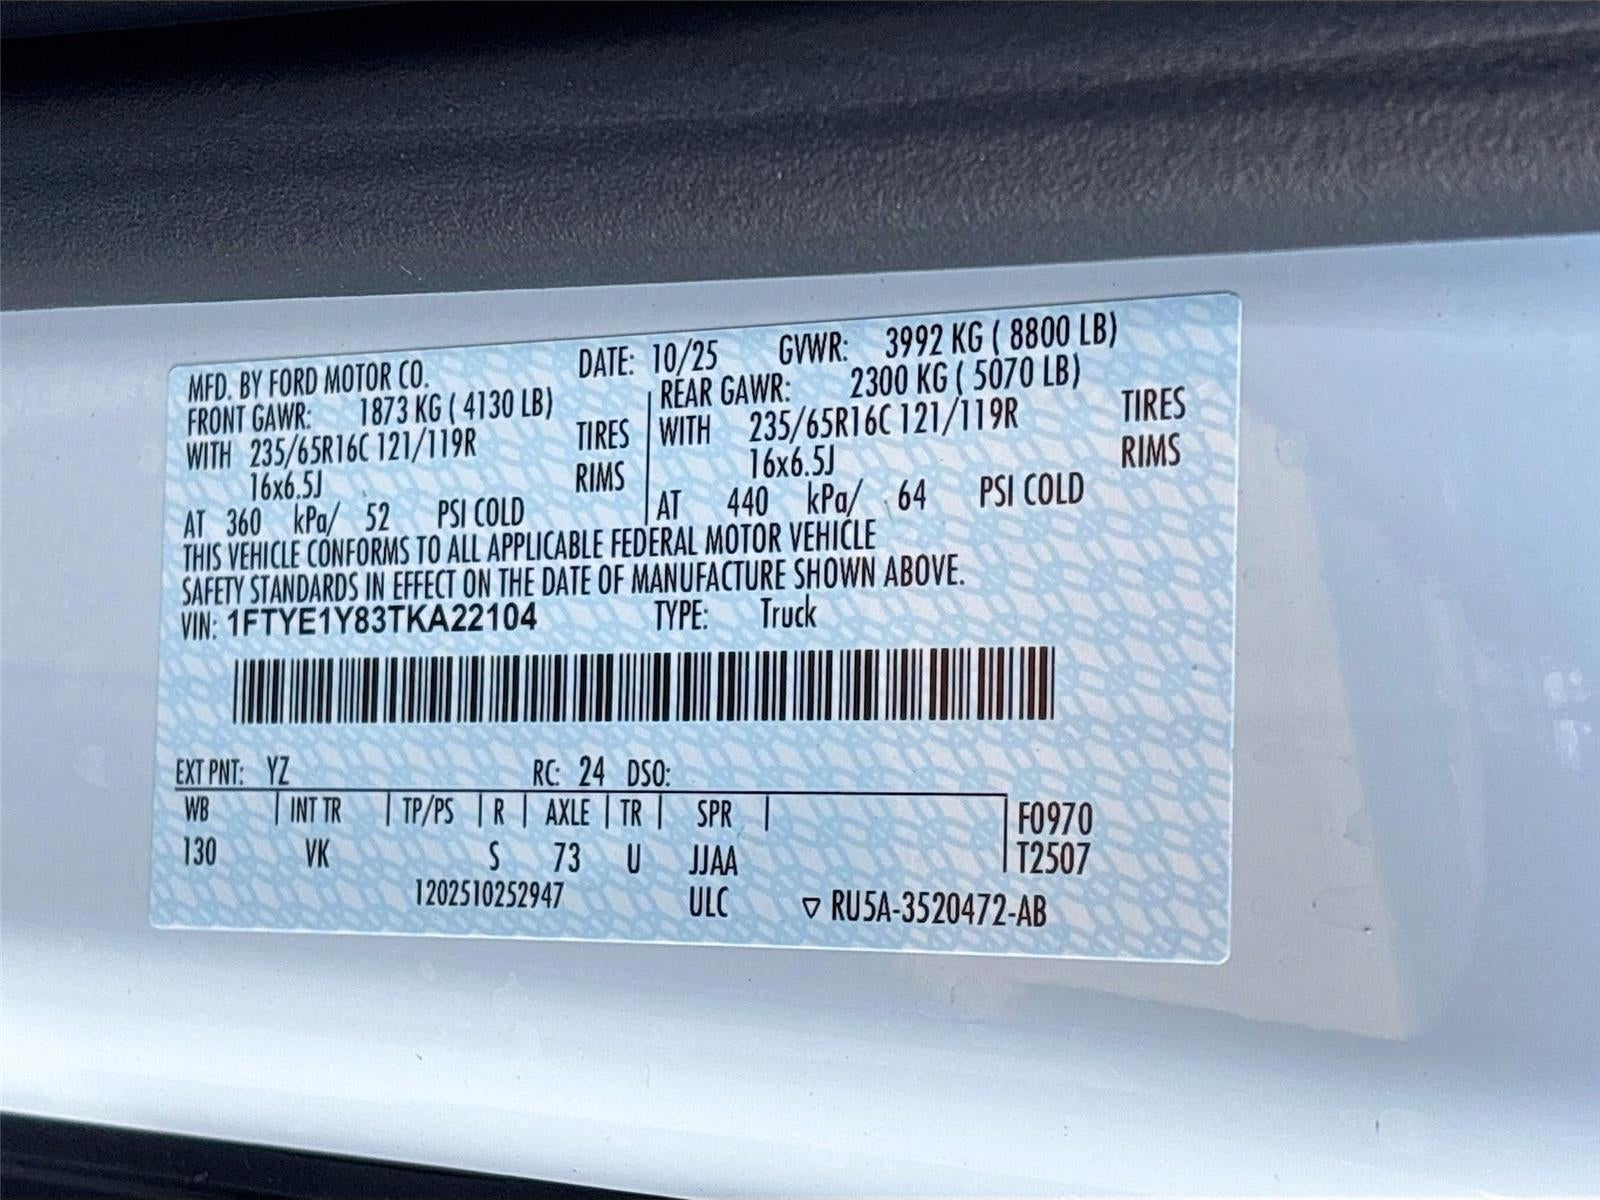 MFD. BY FORD MOTOR CO. DATE: 10/25 GVWR: 3992 KG ( 8800 LB)
FRONT GAWR: 1873 KG ( 4130 LB) REAR GAWR: 2300 KG ( 5070 LB)
WITH 235/65R16C 121/119R TIRES WITH 235/65R16C 121/119R TIRES
16x6.5J RIMS 16x6.5J RIMS
AT 360 kPa/ 52 PSI COLD AT 440 kPa/ 64 PSI COLD
THIS VEHICLE CONFORMS TO ALL APPLICABLE FEDERAL MOTOR VEHICLE
SAFETY STANDARDS IN EFFECT ON THE DATE OF MANUFACTURE SHOWN ABOVE.
VIN: 1FTYE1Y83TKA22104 TYPE: Truck
EXT PNT: YZ RC: 24 DSO:
WB INT TR TP/PS R AXLE TR SPR F0970
130 VK S 73 U JJAA T2507
1202510252947 ULC ▽ RU5A-3520472-AB